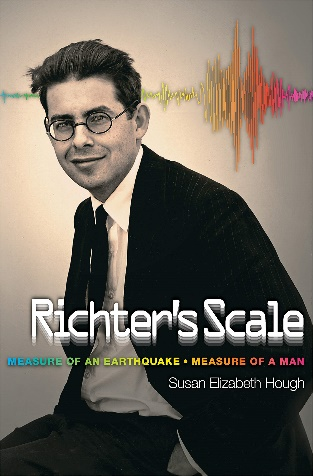 Richter's Scale
MEASURE OF AN EARTHQUAKE • MEASURE OF A MAN
Susan Elizabeth Hough